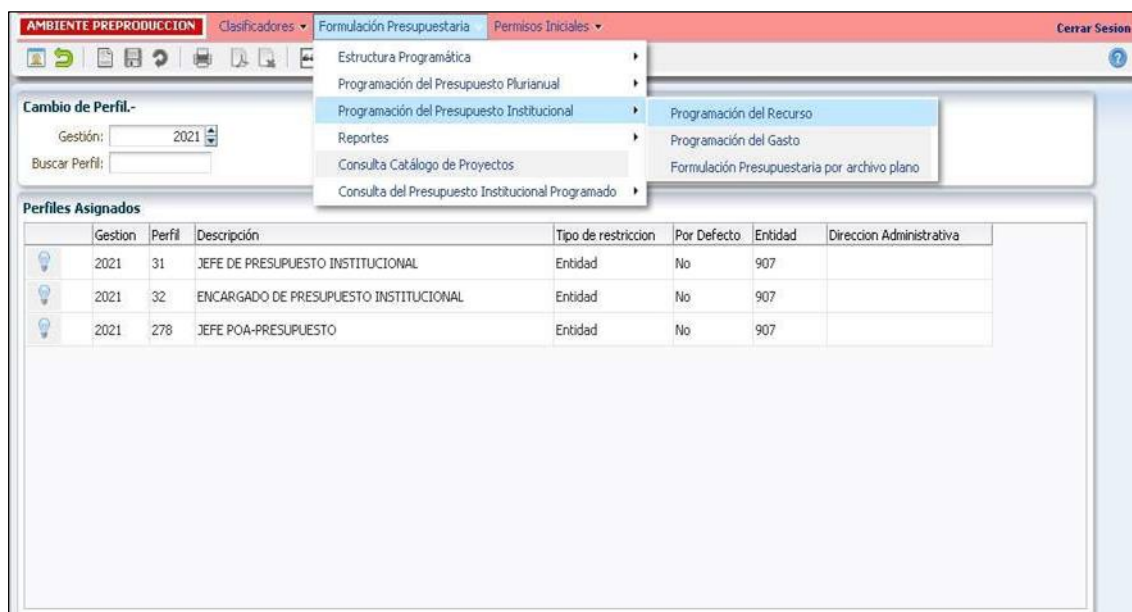 AMBIENTE PREPRODUCCION Clasificadores Formulación Presupuestaria Permisos Iniciales Cerrar Sesion
Estructura Programática
Programación del Presupuesto Plurianual
Programación del Presupuesto Institucional
Reportes
Consulta Catálogo de Proyectos
Consulta del Presupuesto Institucional Programado
Programación del Recurso
Programación del Gasto
Formulación Presupuestaria por archivo plano
Cambio de Perfil.-
Gestión: 2021
Buscar Perfil:
Perfiles Asignados
Gestion Perfil Descripción Tipo de restriccion Por Defecto Entidad Direccion Administrativa
2021 31 JEFE DE PRESUPUESTO INSTITUCIONAL Entidad No 907
2021 32 ENCARGADO DE PRESUPUESTO INSTITUCIONAL Entidad No 907
2021 278 JEFE POA-PRESUPUESTO Entidad No 907